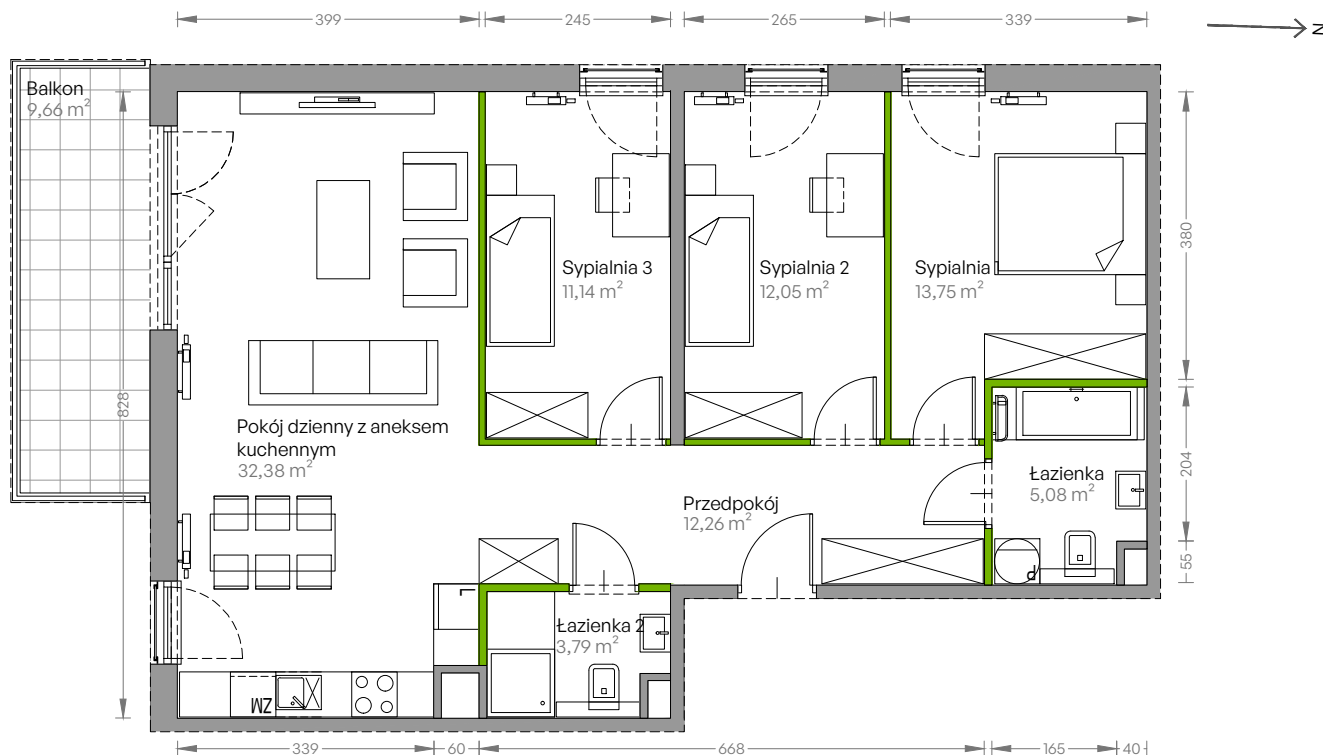 399
245
265
339
N
Balkon
9,66 m²
828
Sypialnia 3
11,14 m²
Sypialnia 2
12,05 m²
Sypialnia
13,75 m²
380
Pokój dzienny z aneksem
kuchennym
32,38 m²
Przedpokój
12,26 m²
Łazienka
5,08 m²
204
55
P
L
Łazienka 2
3,79 m²
ZM
339
60
668
165
40